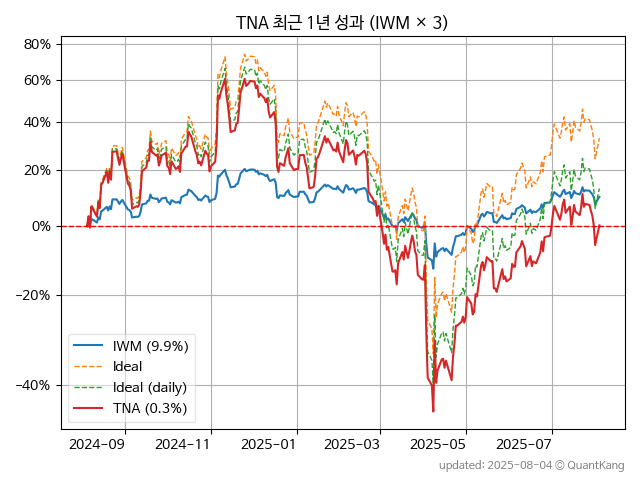 TNA 최근 1년 성과 (IWM × 3)
80%
60%
40%
20%
0%
−20%
−40%
IWM (9.9%)
Ideal
Ideal (daily)
TNA (0.3%)
2024-09 2024-11 2025-01 2025-03 2025-05 2025-07
updated: 2025-08-04 © QuantKang